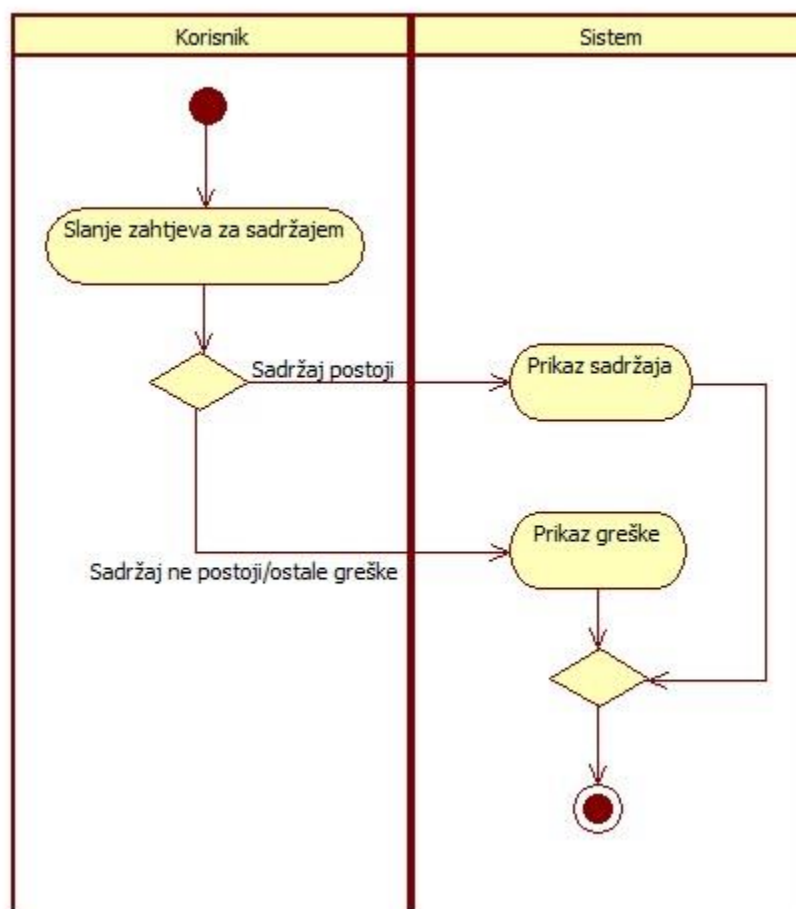 Korisnik
Sistem
Slanje zahtjeva za sadržajem
Sadržaj postoji
Prikaz sadržaja
Prikaz greške
Sadržaj ne postoji/ostale greške